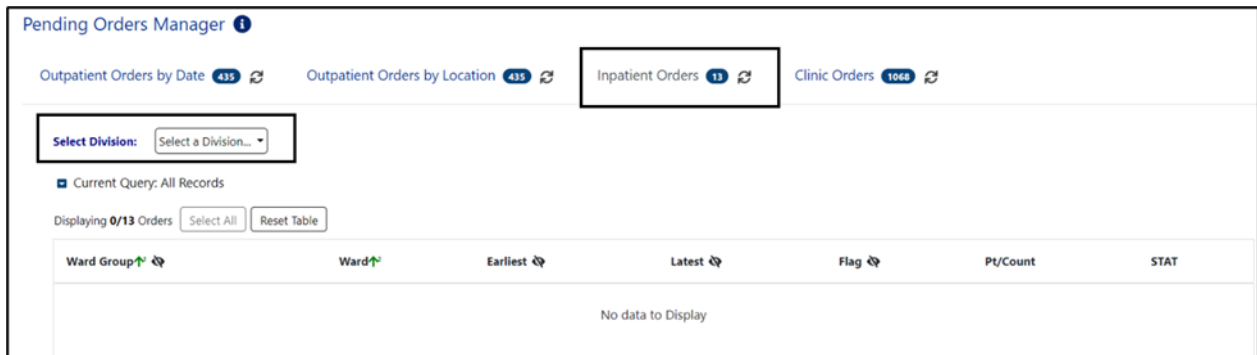 Pending Orders Manager
Outpatient Orders by Date 435 Outpatient Orders by Location 435 Inpatient Orders 13 Clinic Orders 1068
Select Division: Select a Division...
Current Query: All Records
Displaying 0/13 Orders Select All Reset Table
Ward Group Ward Earliest Latest Flag Pt/Count STAT
No data to Display